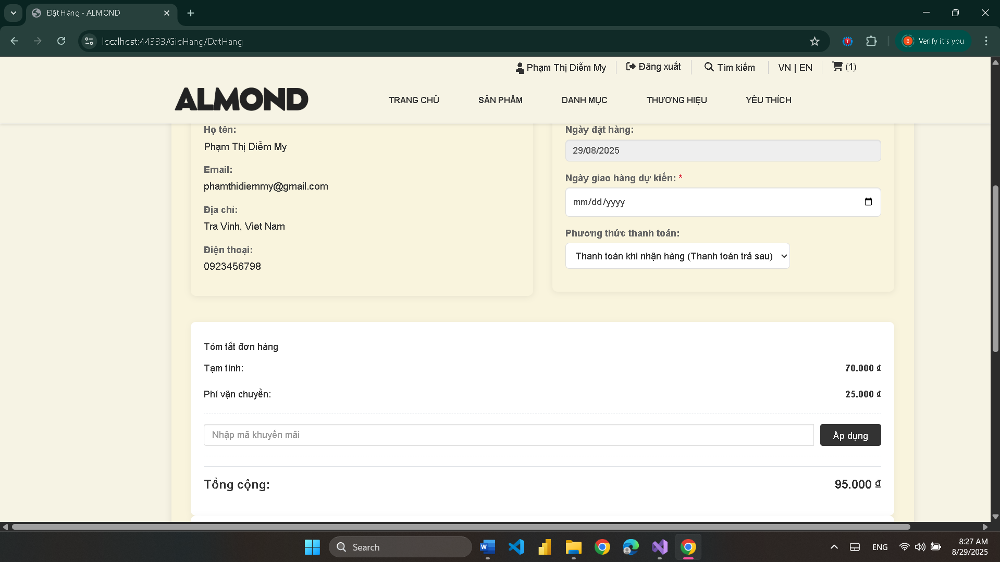 Đặt Hàng - ALMOND
localhost:44333/GioHang/DatHang
Verify it's you
Phạm Thị Diễm My
Đăng xuất
Tìm kiếm
VN | EN
(1)
ALMOND
TRANG CHỦ
SẢN PHẨM
DANH MỤC
THƯƠNG HIỆU
YÊU THÍCH
Họ tên:
Phạm Thị Diễm My
Email:
phamthidiemmy@gmail.com
Địa chỉ:
Tra Vinh, Viet Nam
Điện thoại:
0923456798
Ngày đặt hàng:
29/08/2025
Ngày giao hàng dự kiến: *
mm/dd/yyyy
Phương thức thanh toán:
Thanh toán khi nhận hàng (Thanh toán trả sau)
Tóm tắt đơn hàng
Tạm tính: 70.000 ₫
Phí vận chuyển: 25.000 ₫
Nhập mã khuyến mãi
Áp dụng
Tổng cộng: 95.000 ₫
Search
ENG
8:27 AM
8/29/2025